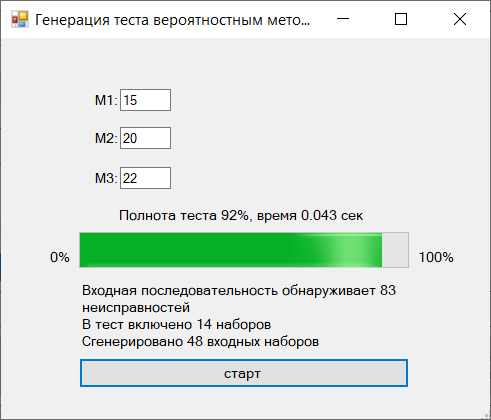 Генерация теста вероятностным мето...
M1: 15
M2: 20
M3: 22
Полнота теста 92%, время 0.043 сек
0% 100%
Входная последовательность обнаруживает 83
неисправностей
В тест включено 14 наборов
Сгенерировано 48 входных наборов
старт